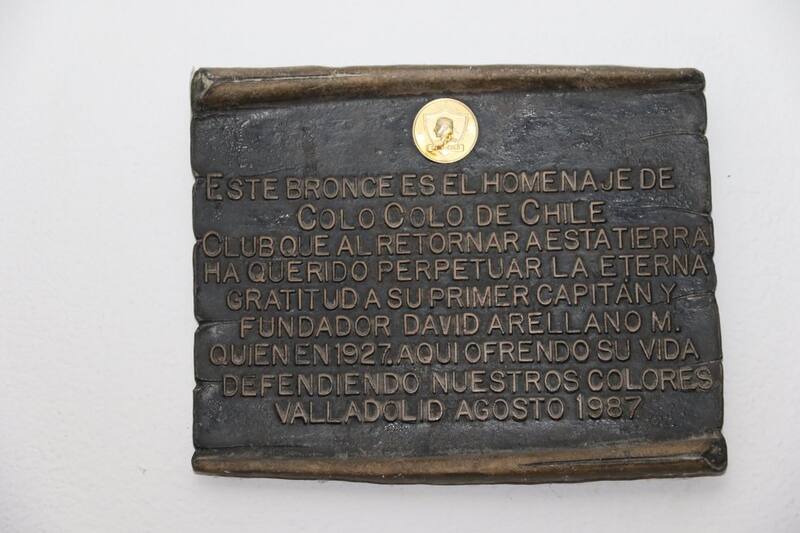 ESTE BRONCE ES EL HOMENAJE DE
COLO COLO DE CHILE
CLUB QUE AL RETORNAR A ESTA TIERRA
HA QUERIDO PERPETUAR LA ETERNA
GRATITUD A SU PRIMER CAPITÁN Y
FUNDADOR DAVID ARELLANO M.
QUIEN EN 1927, AQUI OFRENDO SU VIDA
DEFENDIENDO NUESTROS COLORES
VALLADOLID AGOSTO 1987